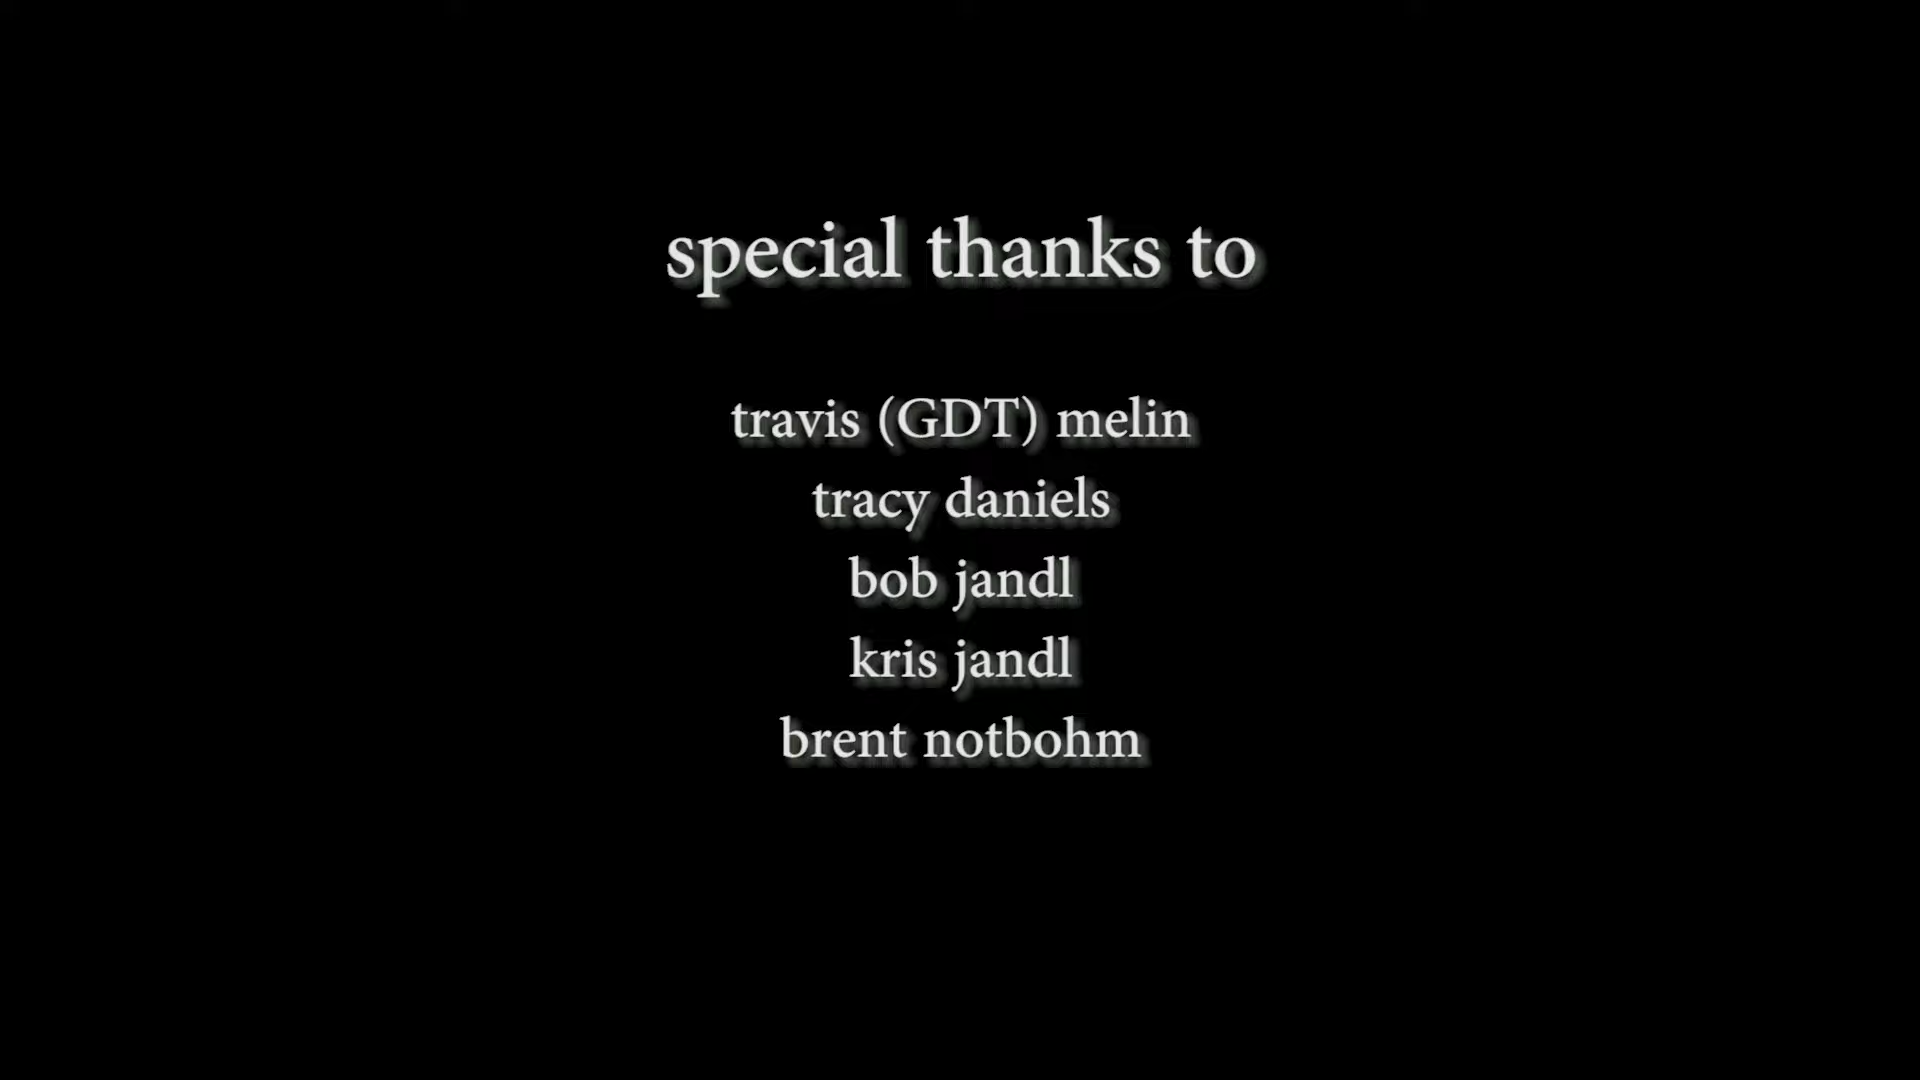 special thanks to
travis (GDT) melin
tracy daniels
bob jandl
kris jandl
brent notbohm